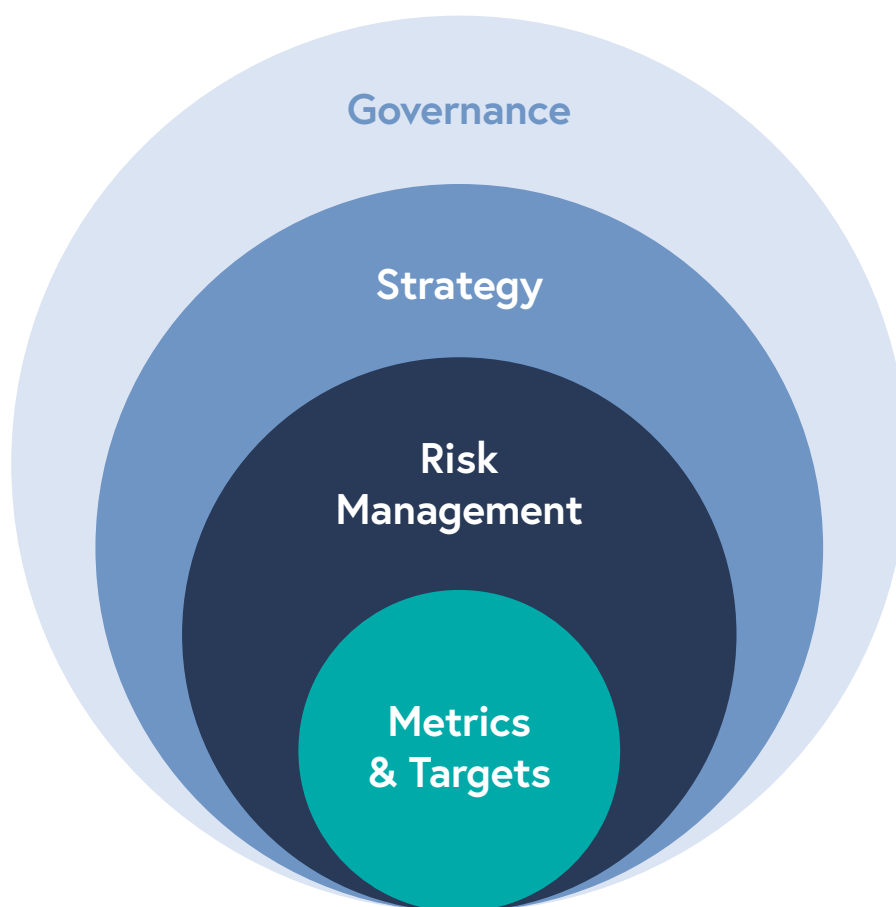 Governance
Strategy
Risk
Management
Metrics
& Targets